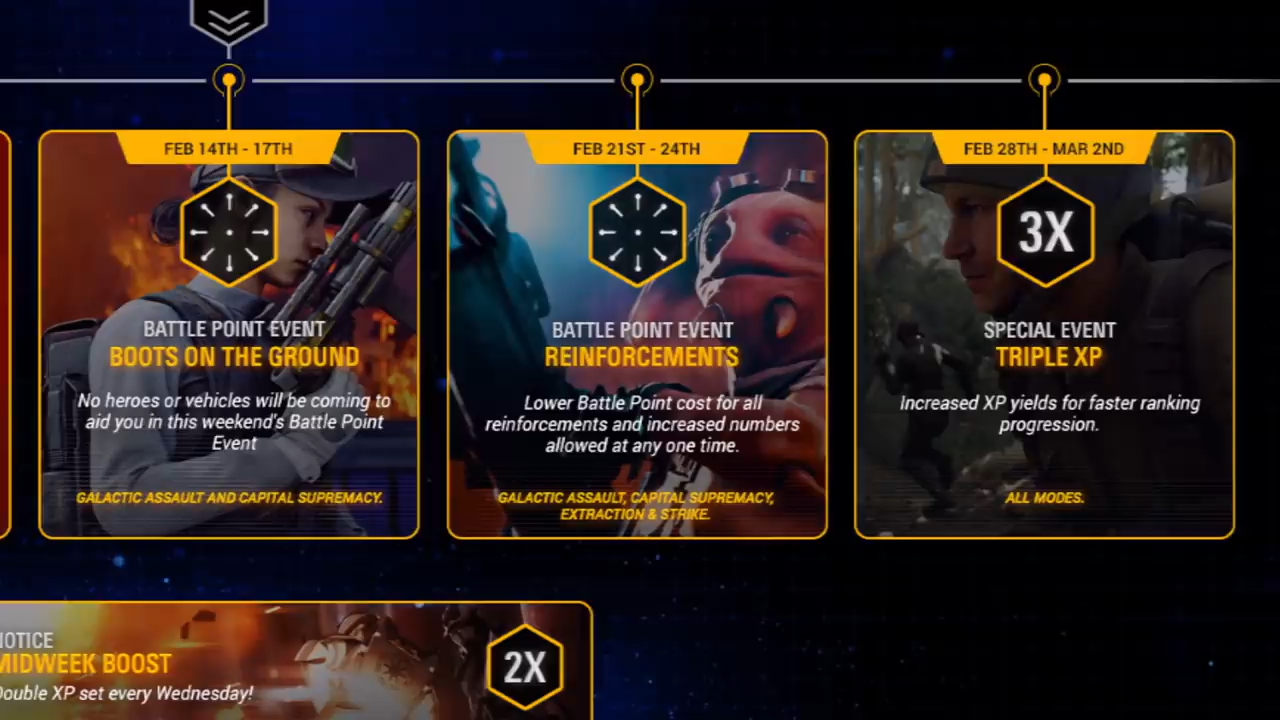 FEB 14TH - 17TH
BATTLE POINT EVENT
BOOTS ON THE GROUND
No heroes or vehicles will be coming to
aid you in this weekend's Battle Point
Event
GALACTIC ASSAULT AND CAPITAL SUPREMACY.
FEB 21ST - 24TH
BATTLE POINT EVENT
REINFORCEMENTS
Lower Battle Point cost for all
reinforcements and increased numbers
allowed at any one time.
GALACTIC ASSAULT, CAPITAL SUPREMACY,
EXTRACTION & STRIKE.
FEB 28TH - MAR 2ND
3X
SPECIAL EVENT
TRIPLE XP
Increased XP yields for faster ranking
progression.
ALL MODES.
NOTICE
MIDWEEK BOOST
Double XP set every Wednesday!
2X